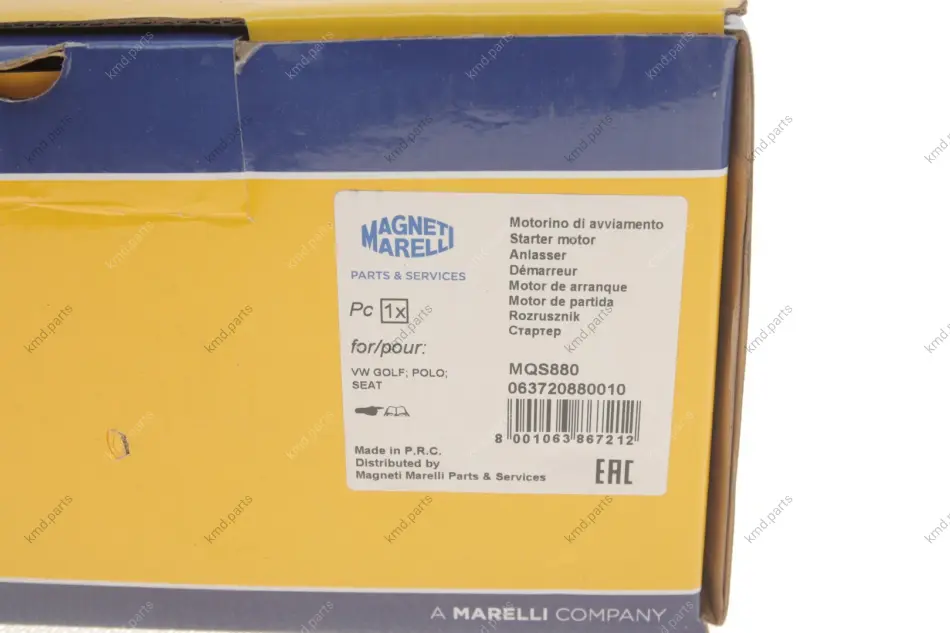 MAGNETI
MARELLI
PARTS & SERVICES
Pc 1x
for/pour:
VW GOLF; POLO;
SEAT
Made in P.R.C.
Distributed by
Magneti Marelli Parts & Services
Motorino di avviamento
Starter motor
Anlasser
Démarreur
Motor de arranque
Motor de partida
Rozrusznik
Стартер
MQS880
063720880010
8 001063 867212
EAC
A MARELLI COMPANY
kmd.parts